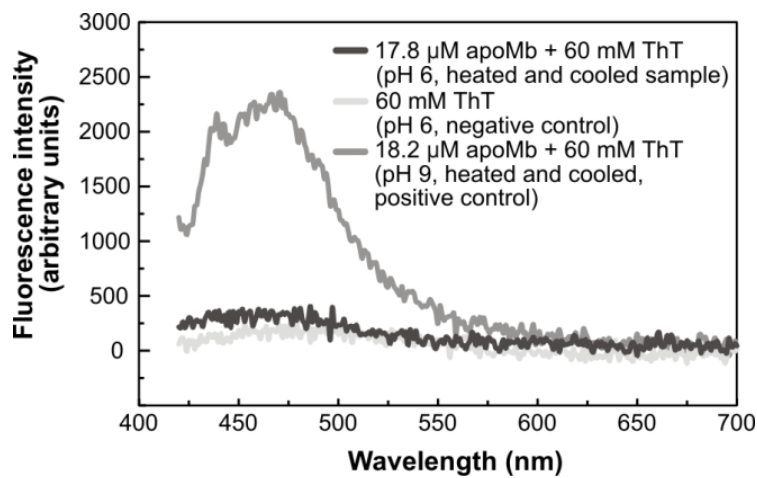 3000
2500
2000
1500
1000
500
0
Fluorescence intensity
(arbitrary units)
17.8 µM apoMb + 60 mM ThT
(pH 6, heated and cooled sample)
60 mM ThT
(pH 6, negative control)
18.2 µM apoMb + 60 mM ThT
(pH 9, heated and cooled,
positive control)
400 450 500 550 600 650 700
Wavelength (nm)